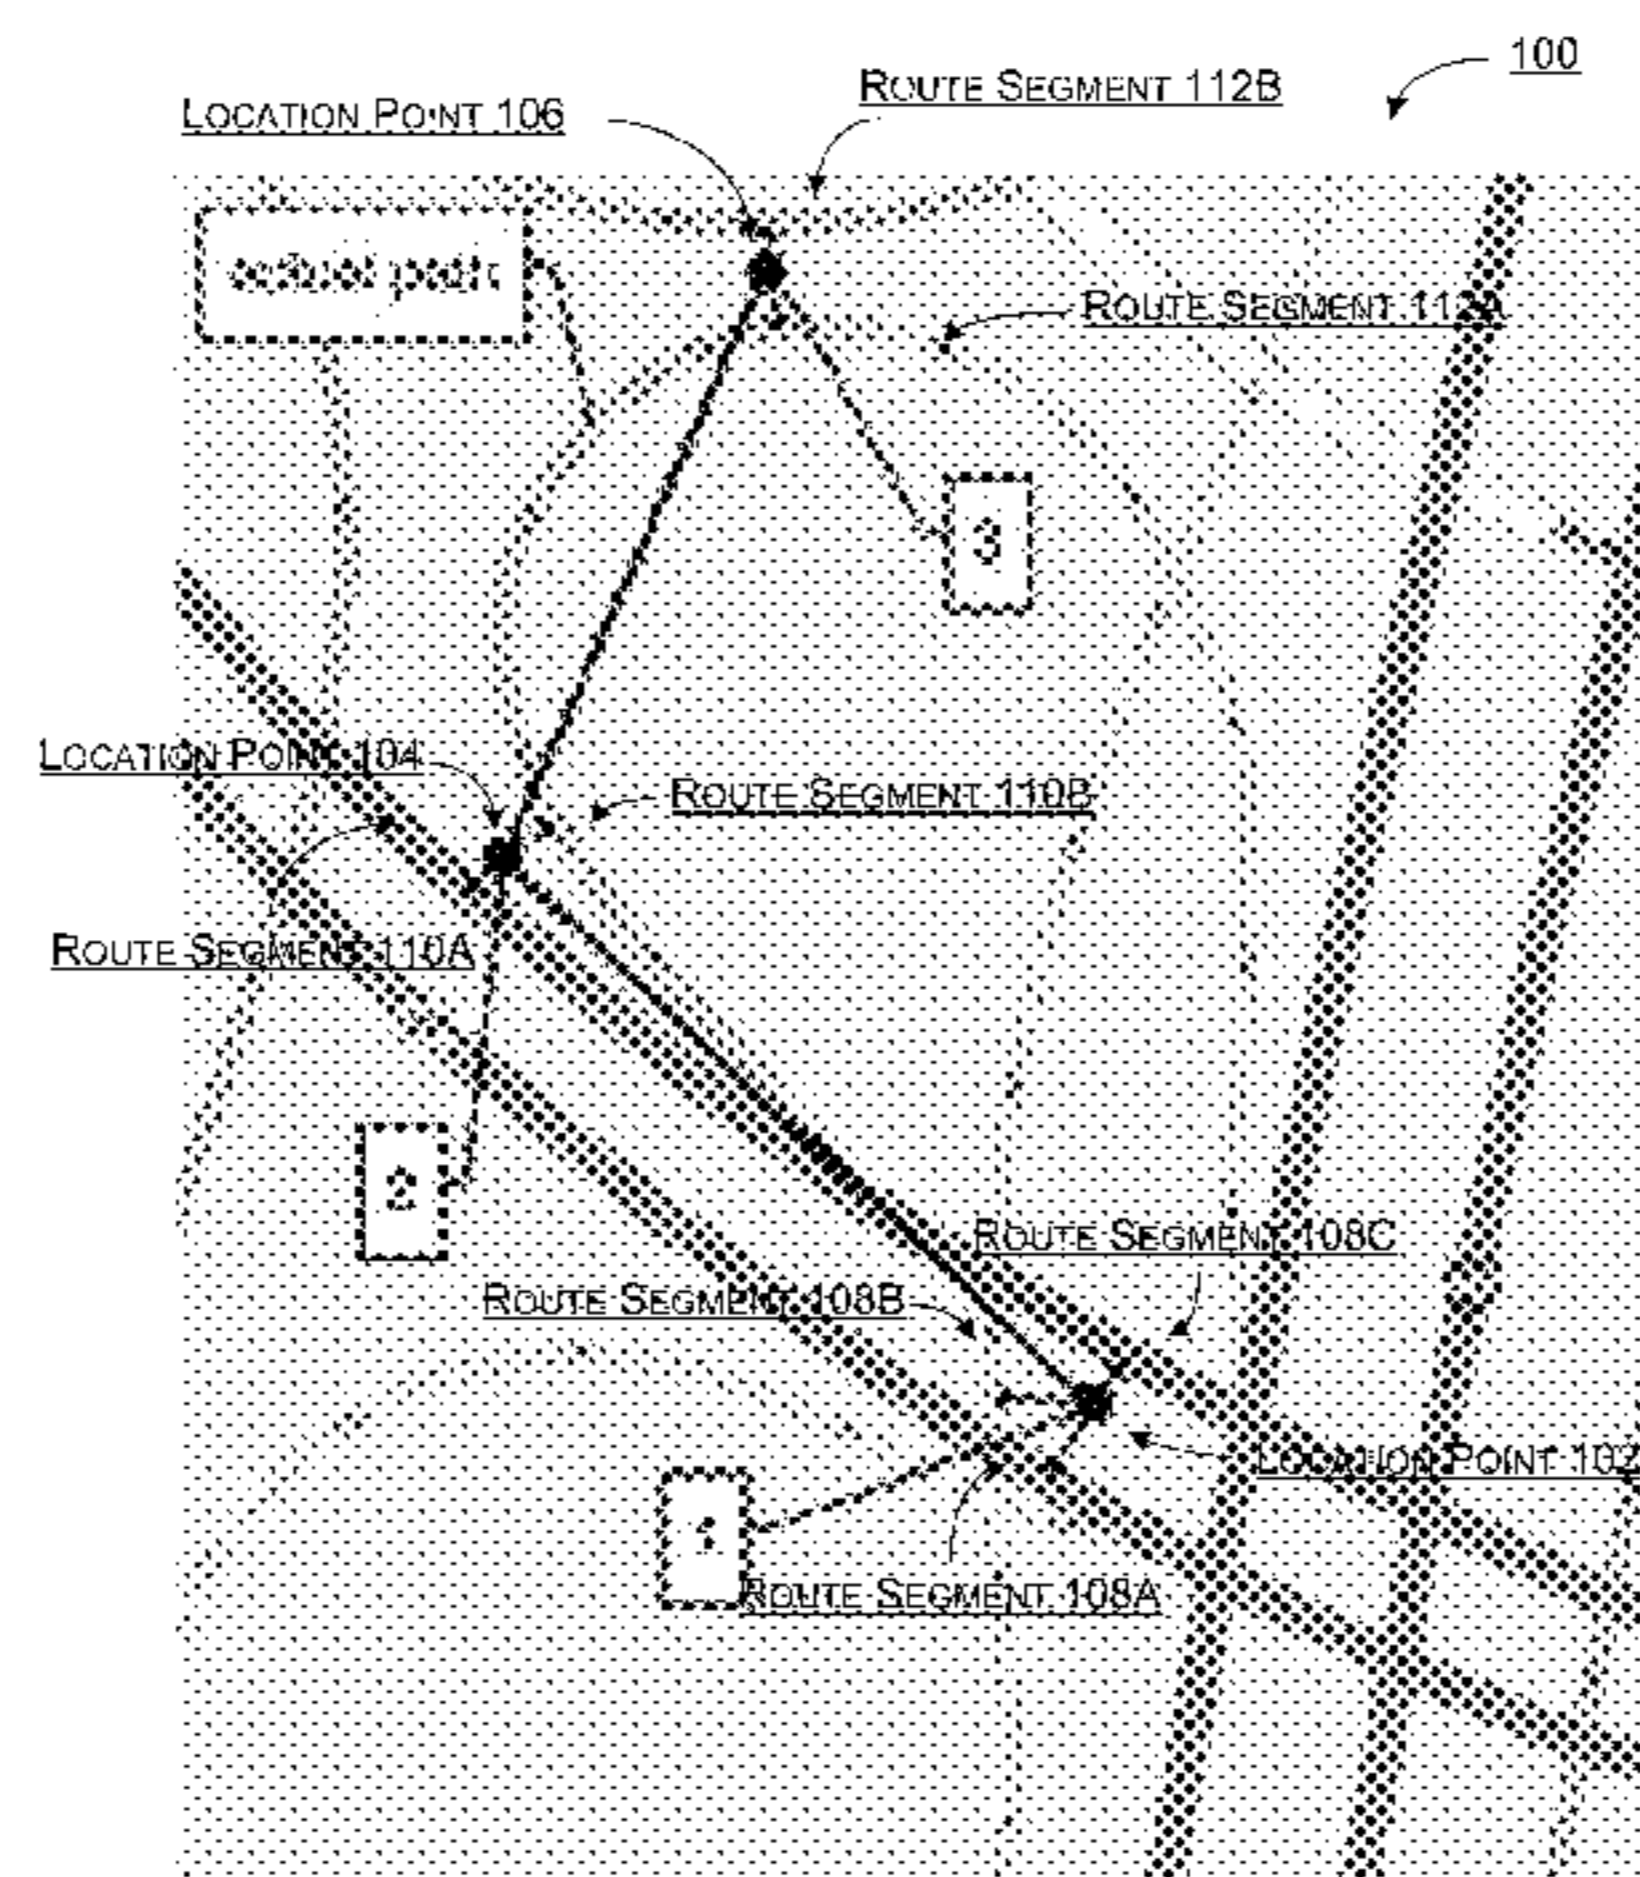 100
ROUTE SEGMENT 112B
LOCATION POINT 106
ROUTE SEGMENT 112A
3
LOCATION POINT 104
ROUTE SEGMENT 110B
ROUTE SEGMENT 110A
2
ROUTE SEGMENT 108C
ROUTE SEGMENT 108B
LOCATION POINT 102
1
ROUTE SEGMENT 108A